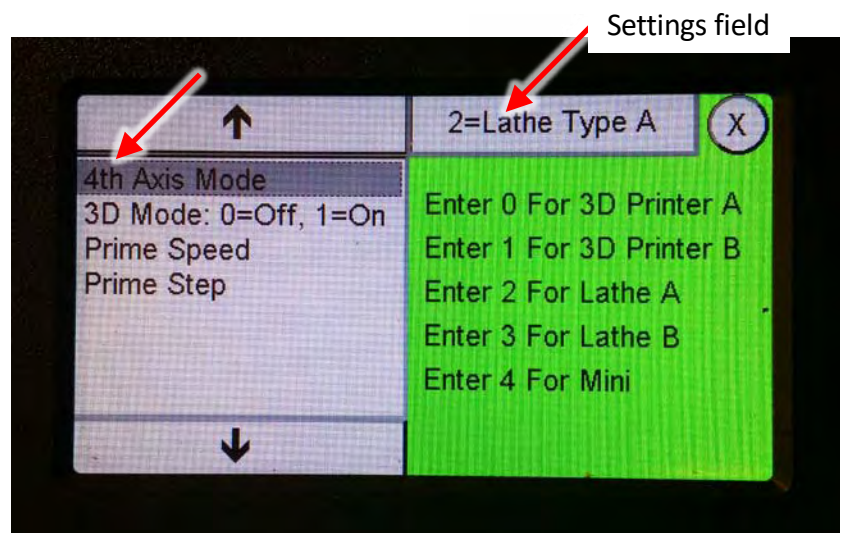 Settings field
2=Lathe Type A
X
4th Axis Mode
3D Mode: 0=Off, 1=On
Prime Speed
Prime Step
Enter 0 For 3D Printer A
Enter 1 For 3D Printer B
Enter 2 For Lathe A
Enter 3 For Lathe B
Enter 4 For Mini